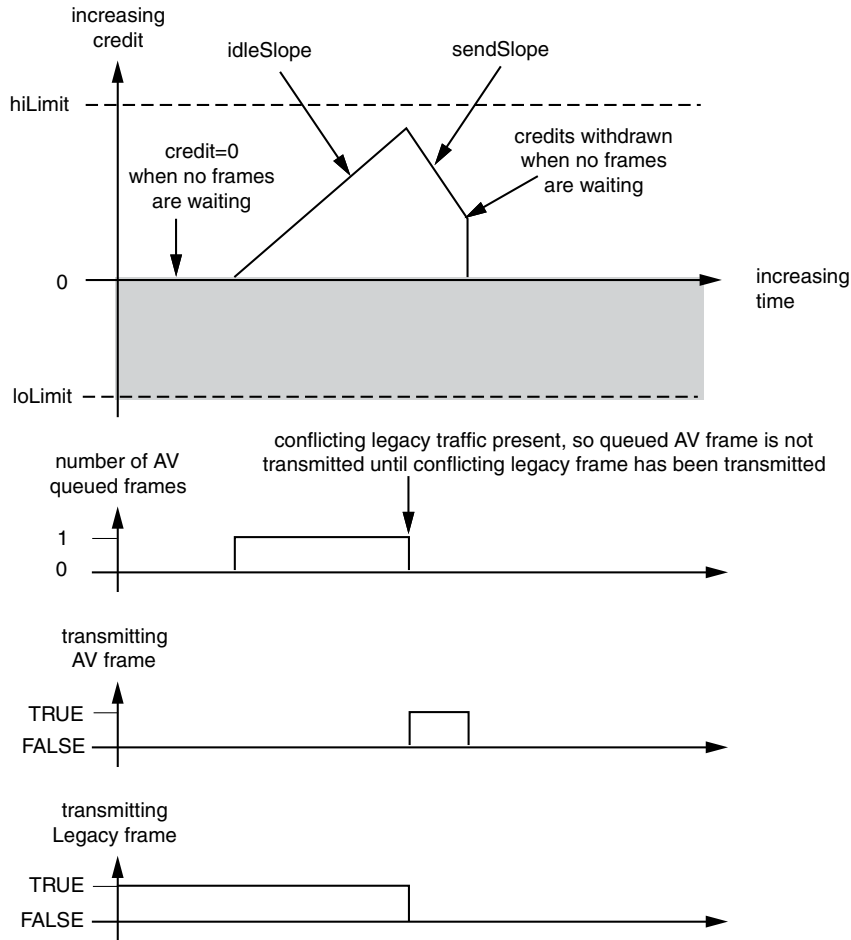 increasing
credit
idleSlope
sendSlope
hiLimit
credit=0
when no frames
are waiting
credits withdrawn
when no frames
are waiting
0
increasing
time
loLimit
conflicting legacy traffic present, so queued AV frame is not
transmitted until conflicting legacy frame has been transmitted
number of AV
queued frames
1
0
transmitting
AV frame
TRUE
FALSE
transmitting
Legacy frame
TRUE
FALSE